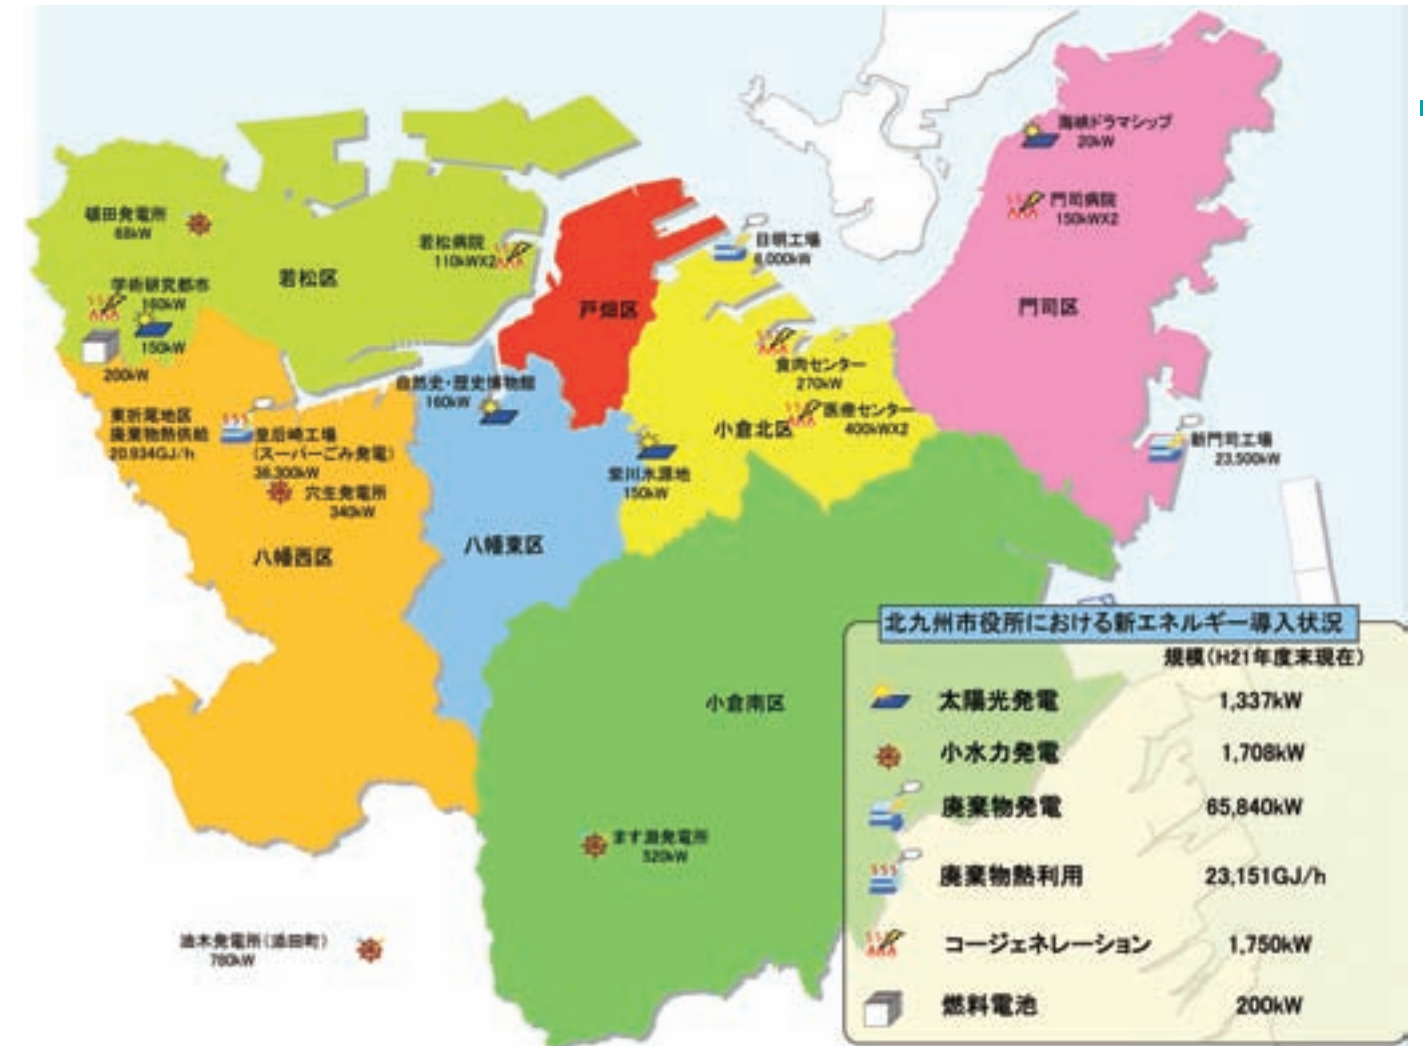 海峡ドラマシップ
20kW
門司病院
150kWX2
頓田発電所
68kW
若松病院
110kWX2
日明工場
6,000kW
学術研究都市
160kW
150kW
200kW
若松区
戸畑区
門司区
自然史・歴史博物館
160kW
食肉センター
270kW
医療センター
400kWX2
小倉北区
東折尾地区
廃棄物熱供給
20.934GJ/h
皇后崎工場
(スーパーごみ発電)
36,300kW
穴生発電所
340kW
紫川水源地
150kW
新門司工場
23,500kW
八幡西区
八幡東区
小倉南区
ます渕発電所
520kW
油木発電所(添田町)
780kW
北九州市役所における新エネルギー導入状況
規模(H21年度末現在)
太陽光発電 1,337kW
小水力発電 1,708kW
廃棄物発電 65,840kW
廃棄物熱利用 23,151GJ/h
コージェネレーション 1,750kW
燃料電池 200kW